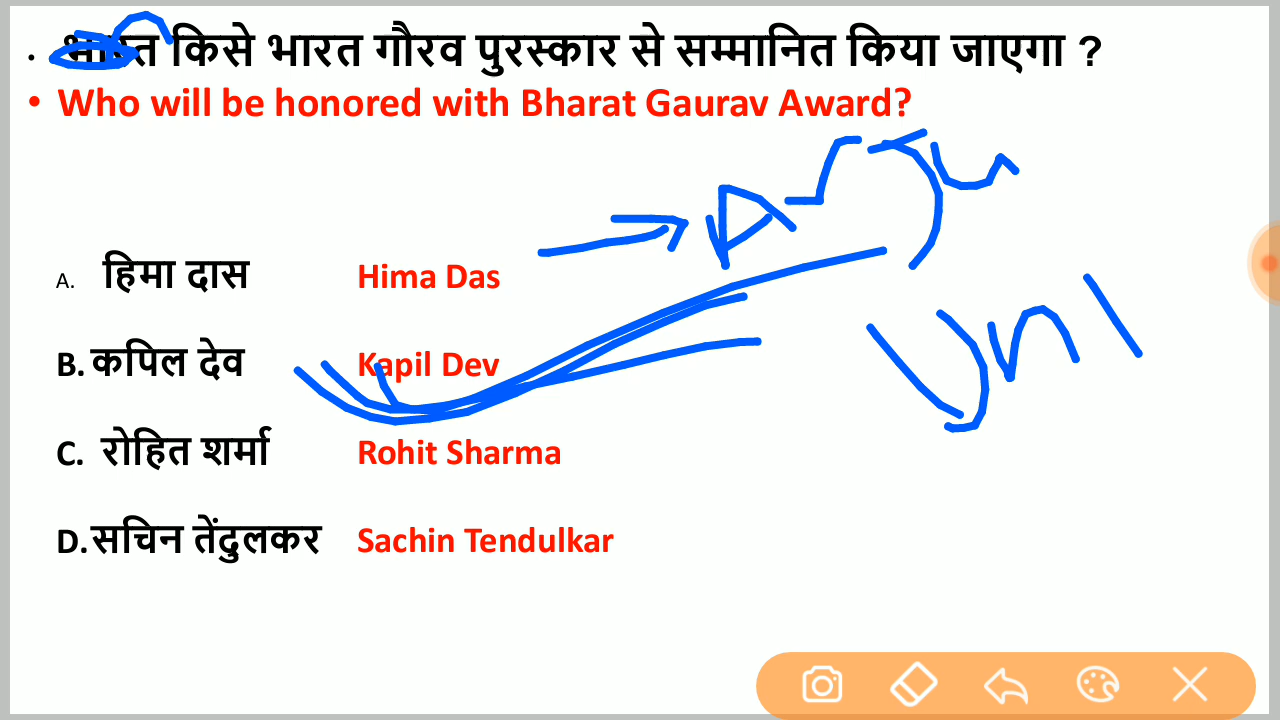 • भारत किसे भारत गौरव पुरस्कार से सम्मानित किया जाएगा ?
• Who will be honored with Bharat Gaurav Award?
A. हिमा दास Hima Das
B. कपिल देव Kapil Dev
C. रोहित शर्मा Rohit Sharma
D. सचिन तेंदुलकर Sachin Tendulkar